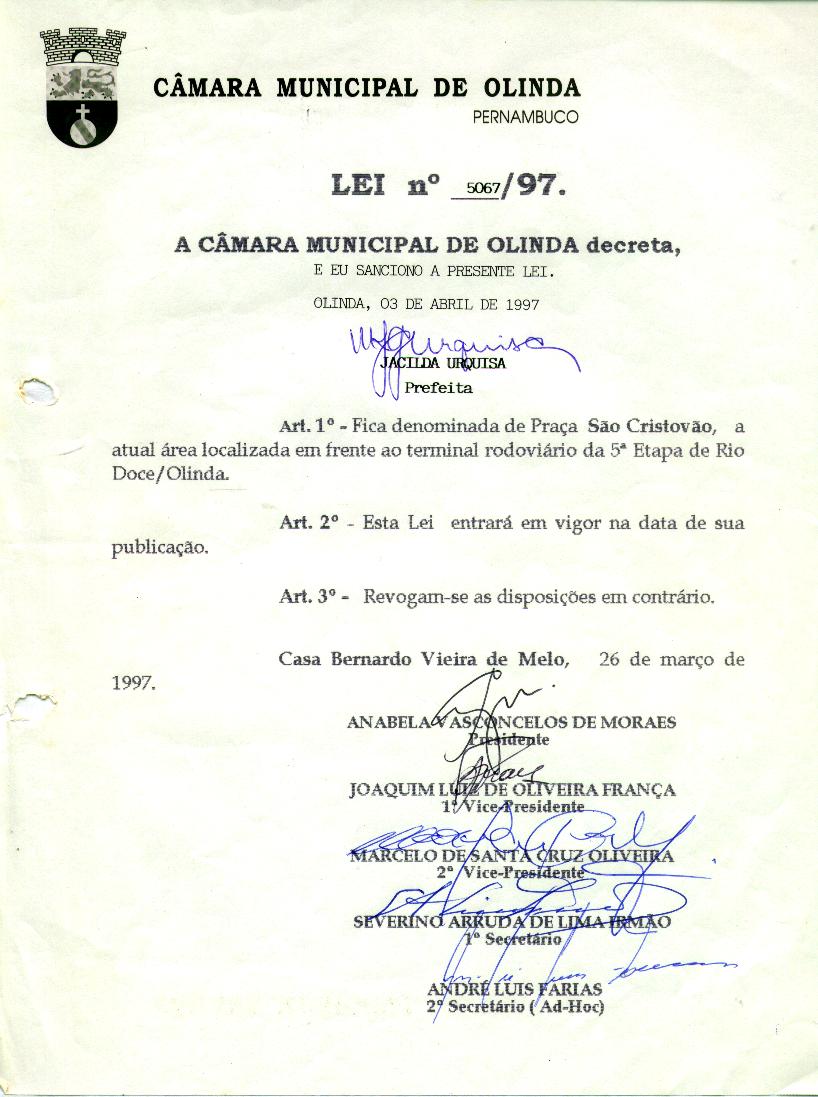 CÂMARA MUNICIPAL DE OLINDA
PERNAMBUCO
LEI nº 5067/97.
A CÂMARA MUNICIPAL DE OLINDA decreta,
E EU SANCIONO A PRESENTE LEI.
OLINDA, 03 DE ABRIL DE 1997
JACILDA URQUISA
Prefeita
Art. 1º - Fica denominada de Praça São Cristovão, a
atual área localizada em frente ao terminal rodoviário da 5ª Etapa de Rio
Doce/Olinda.
Art. 2º - Esta Lei entrará em vigor na data de sua
publicação.
Art. 3º - Revogam-se as disposições em contrário.
Casa Bernardo Vieira de Melo, 26 de março de
1997.
ANABELA VASCONCELOS DE MORAES
Presidente
JOAQUIM LUIZ DE OLIVEIRA FRANÇA
1º Vice-Presidente
MARCELO DE SANTA CRUZ OLIVEIRA
2º Vice-Presidente
SEVERINO ARRUDA DE LIMA IRMÃO
1º Secretário
ANDRÉ LUIS FARIAS
2º Secretário ( Ad-Hoc)